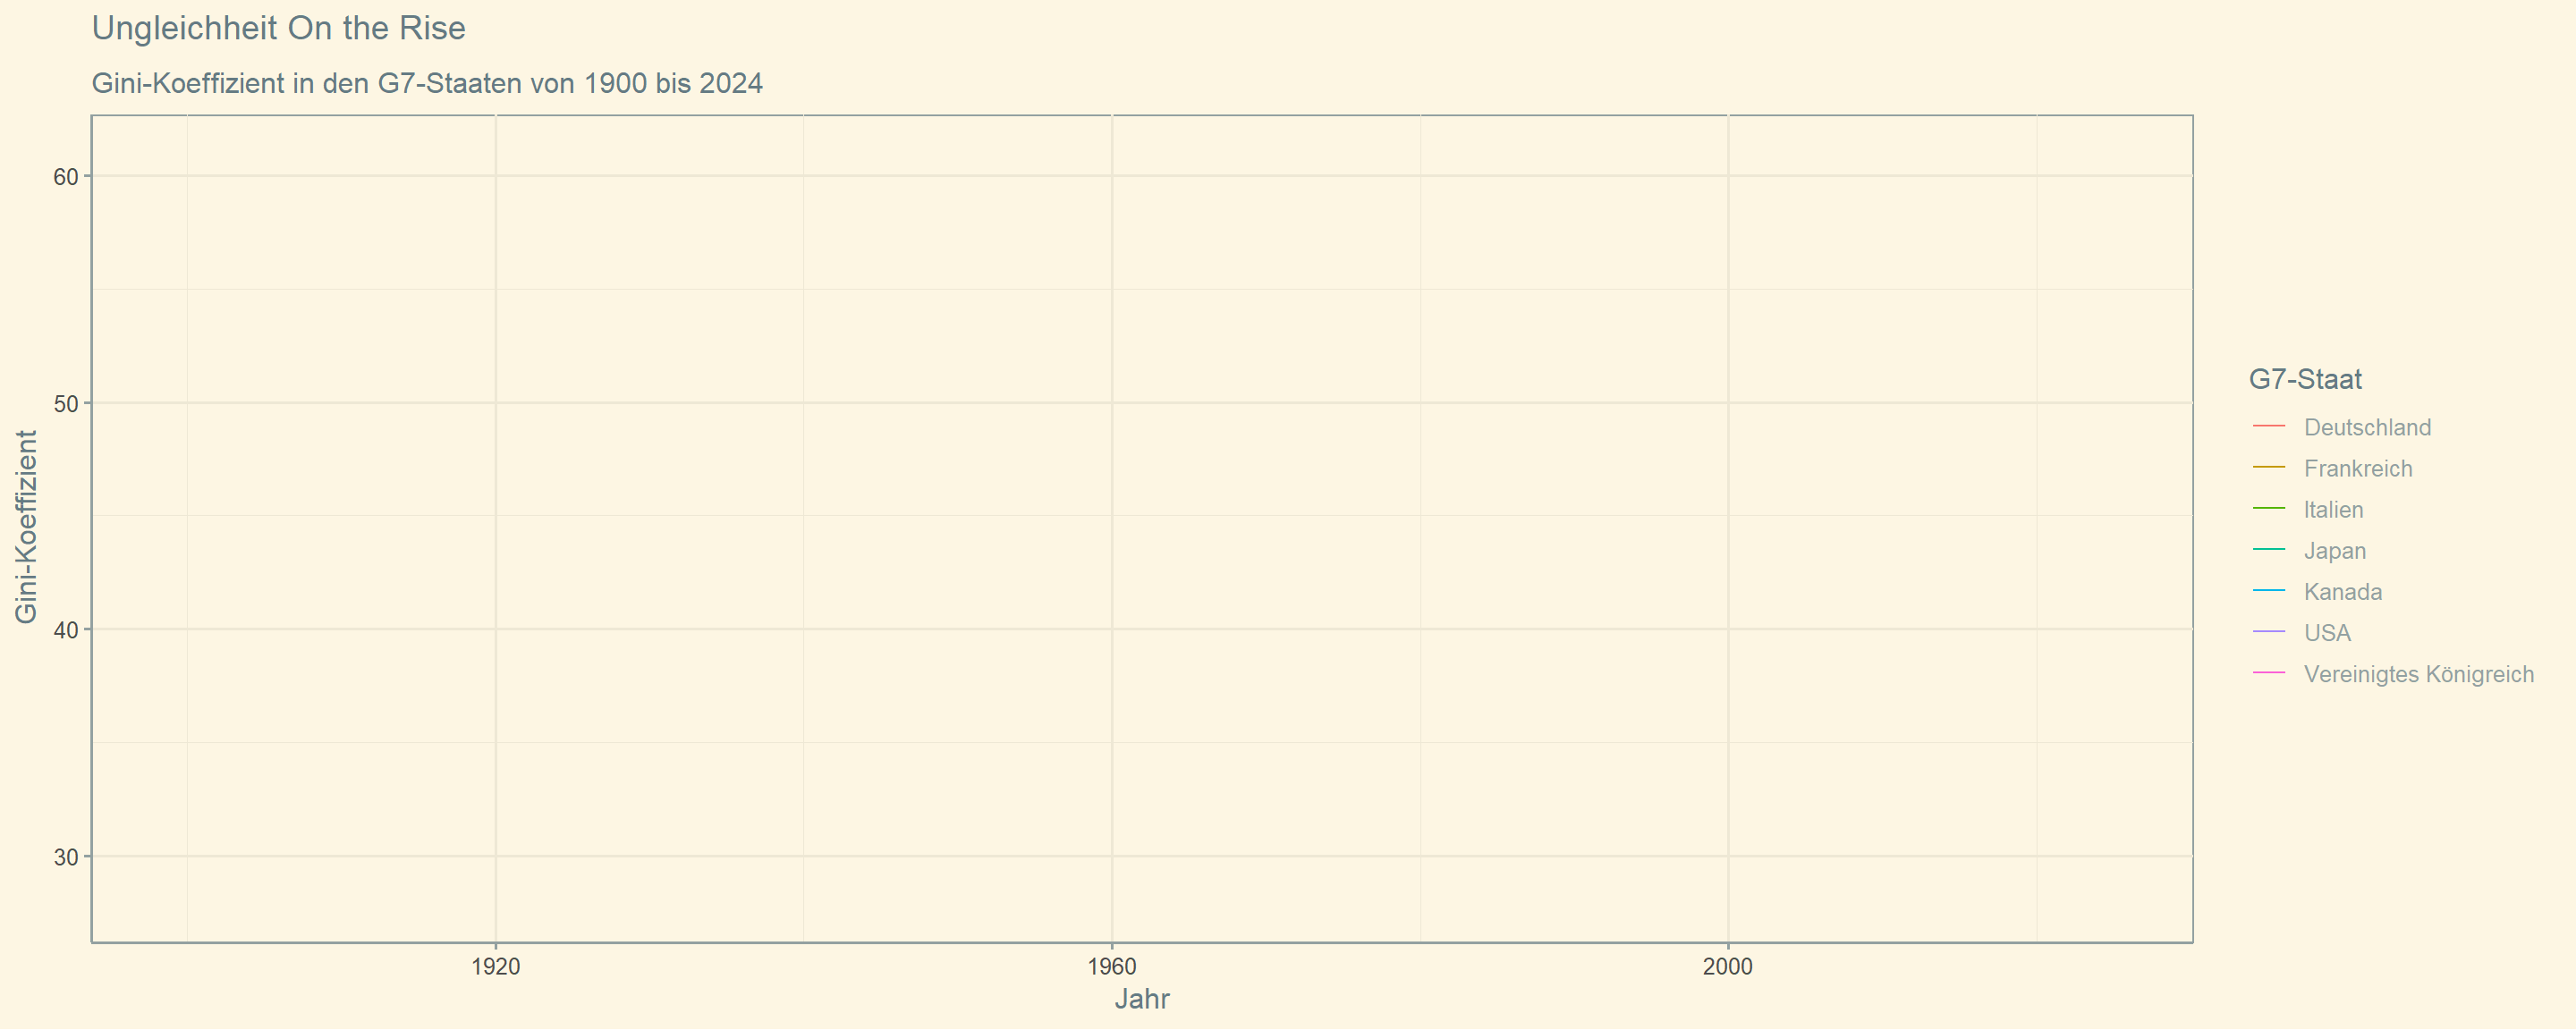 Ungleichheit On the Rise
Gini-Koeffizient in den G7-Staaten von 1900 bis 2024
60
50
40
30
Gini-Koeffizient
1920
1960
2000
Jahr
G7-Staat
Deutschland
Frankreich
Italien
Japan
Kanada
USA
Vereinigtes Königreich